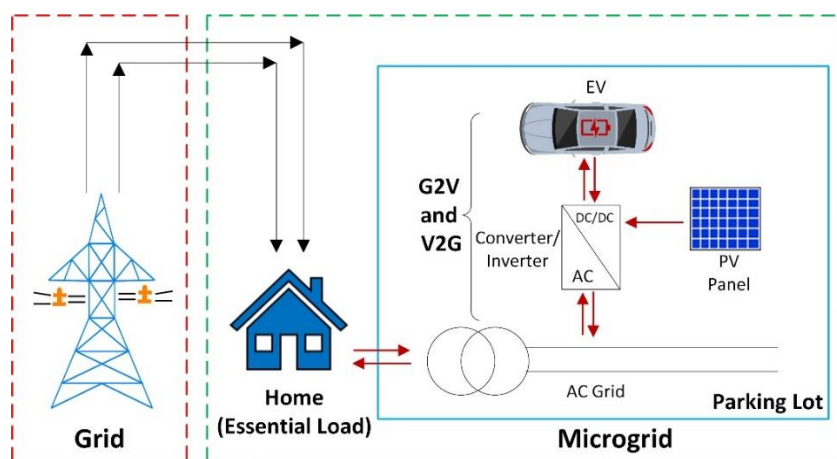 EV
G2V
and
V2G
Converter/
Inverter
DC/DC
AC
PV
Panel
Home
(Essential Load)
AC Grid
Parking Lot
Grid
Microgrid